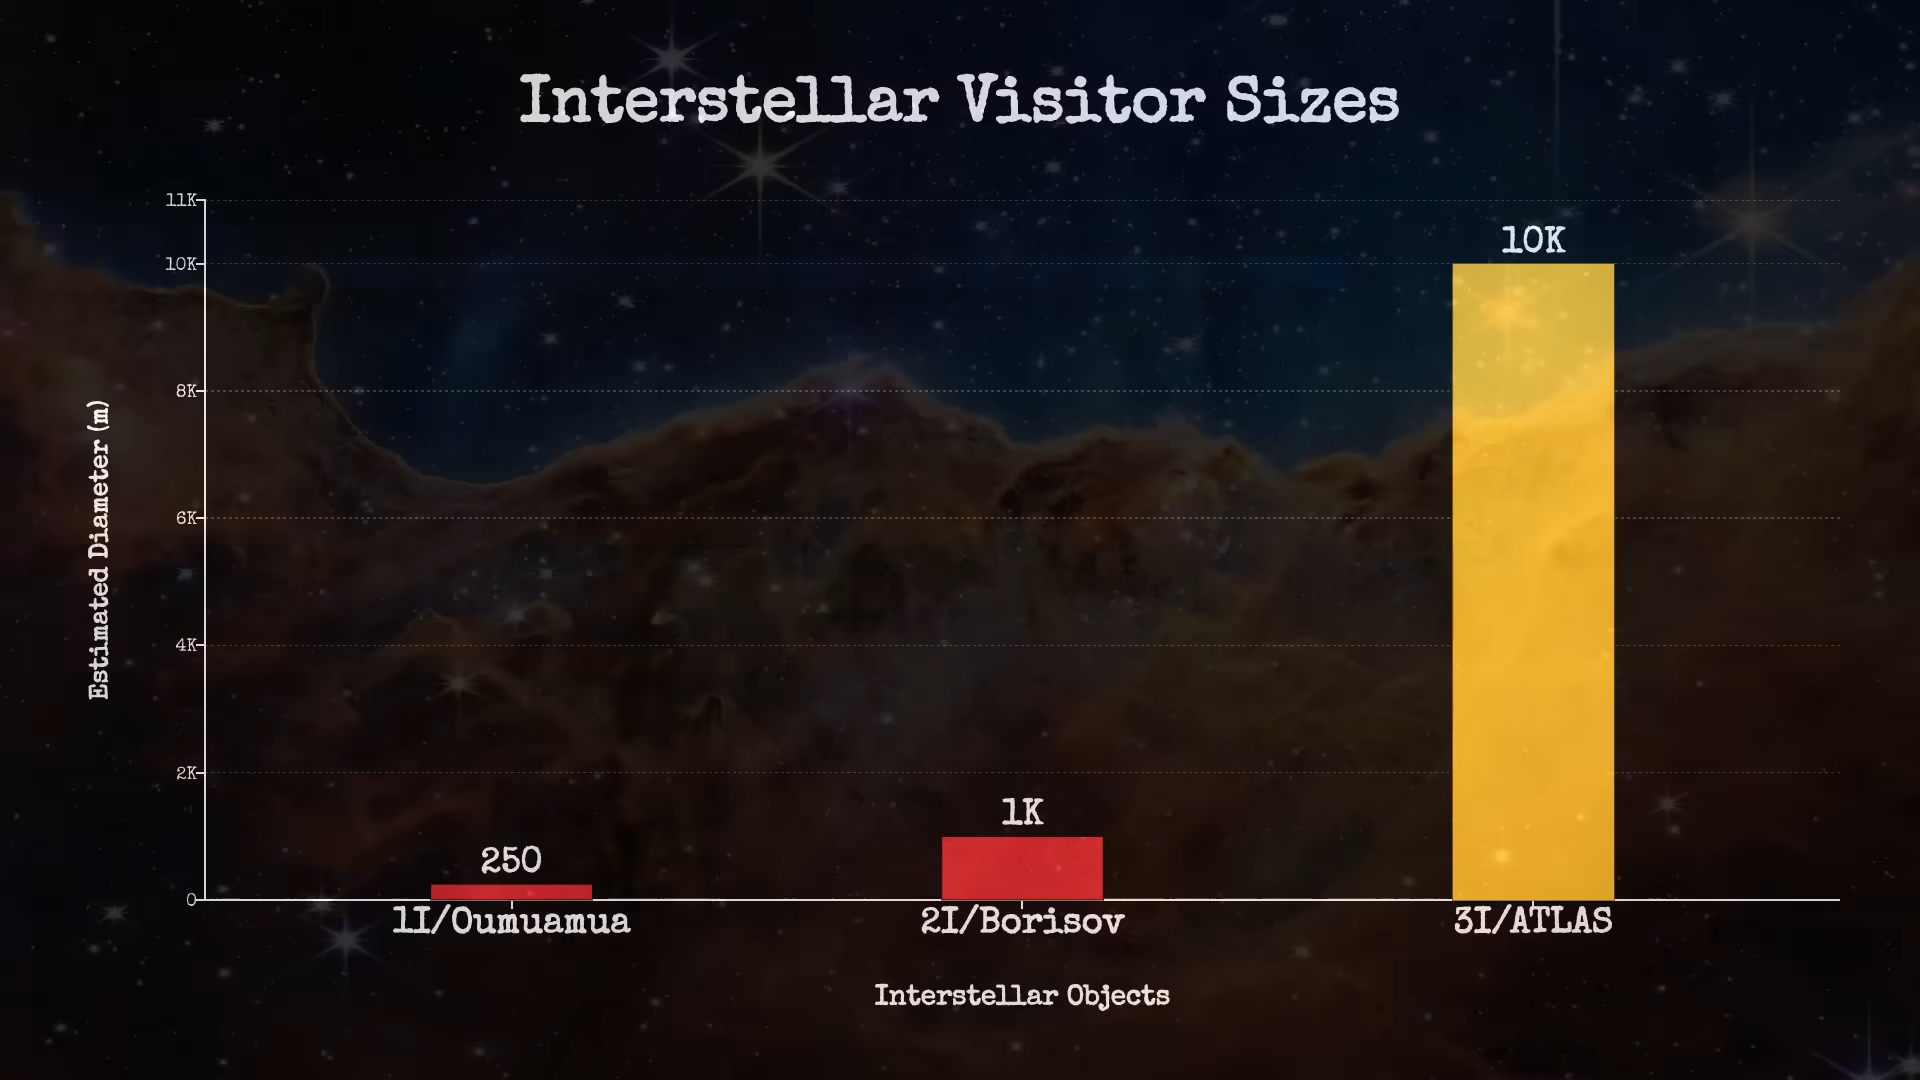 Interstellar Visitor Sizes
11K
10K
8K
6K
4K
2K
0
Estimated Diameter (m)
250
1K
10K
1I/Oumuamua
2I/Borisov
3I/ATLAS
Interstellar Objects